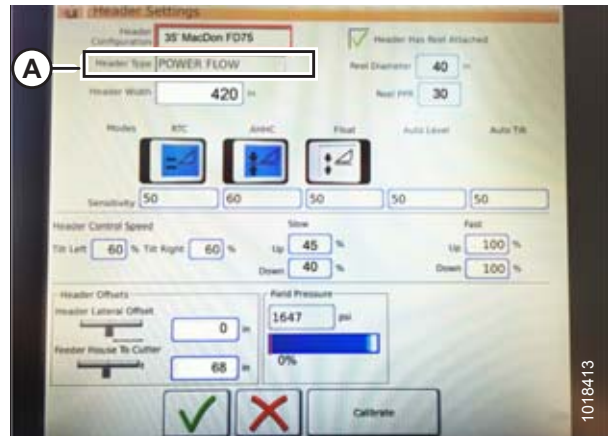 Header Settings
Header Configuration 35' MacDon FD75
Header Has Reel Attached
A
Header Type POWER FLOW
Reel Diameter 40 in
Header Width 420 in
Reel PPR 30
Modes RTC AHHC Float Auto Level Auto Tilt
Sensitivity 50 60 50 50 50
Header Control Speed
Slow
Fast
Tilt Left 60 % Tilt Right 60 %
Up 45 %
Up 100 %
Down 40 %
Down 100 %
Header Offsets
Header Lateral Offset
0 in
Feeder House To Cutter
68 in
Field Pressure
1647 psi
0%
Calibrate
1018413